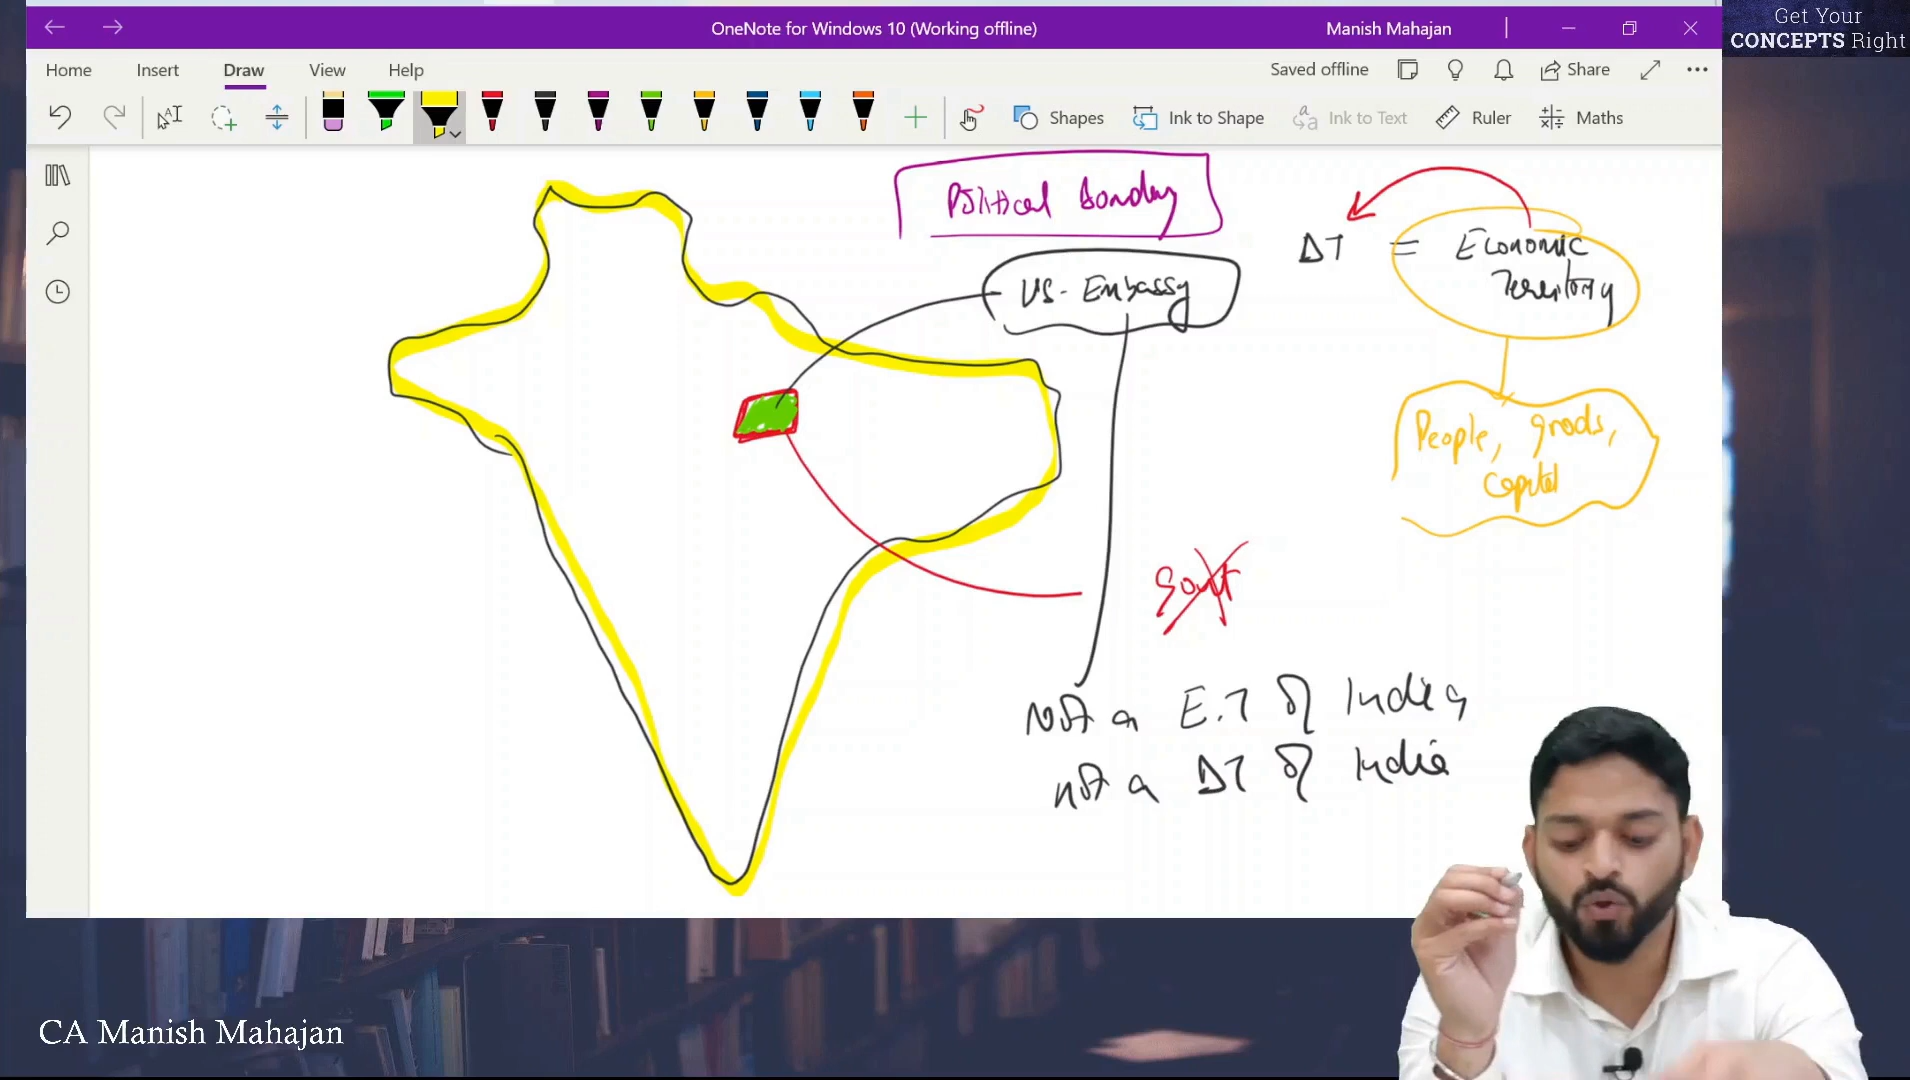 Get Your
CONCEPTS Right
OneNote for Windows 10 (Working offline)
Manish Mahajan
Home Insert Draw View Help
Saved offline
Share
Shapes
Ink to Shape
Ink to Text
Ruler
Maths
Political Bonday
US-Embassy
DT = Economic
Territory
People, goods,
capital
Not a E.T of India
not a DT of India
CA Manish Mahajan